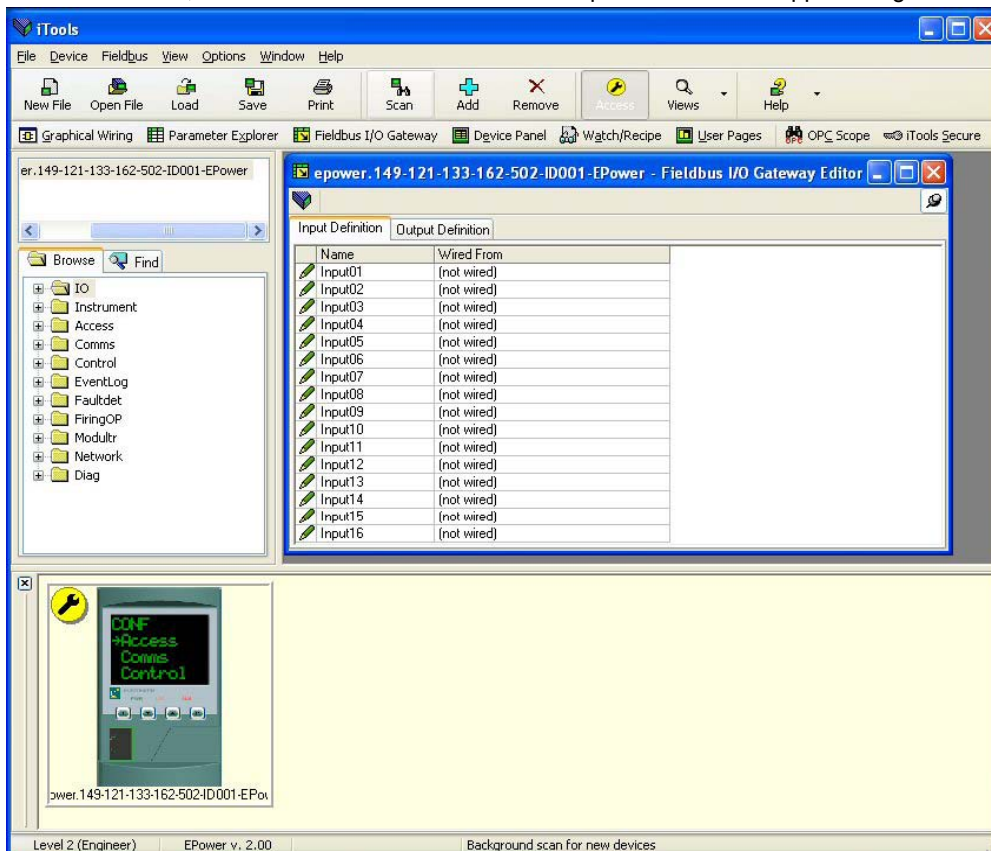 iTools
File Device Fieldbus View Options Window Help
New File Open File Load Save Print Scan Add Remove Access Views Help
Graphical Wiring Parameter Explorer Fieldbus I/O Gateway Device Panel Watch/Recipe User Pages OPC Scope iTools Secure
er.149-121-133-162-502-ID001-EPower
epower.149-121-133-162-502-ID001-EPower - Fieldbus I/O Gateway Editor
Input Definition Output Definition
Browse Find
IO
Instrument
Access
Comms
Control
EventLog
Faultdet
FiringOP
Modultr
Network
Diag
Name Wired From
Input01 (not wired)
Input02 (not wired)
Input03 (not wired)
Input04 (not wired)
Input05 (not wired)
Input06 (not wired)
Input07 (not wired)
Input08 (not wired)
Input09 (not wired)
Input10 (not wired)
Input11 (not wired)
Input12 (not wired)
Input13 (not wired)
Input14 (not wired)
Input15 (not wired)
Input16 (not wired)
CONF
→Access
Comms
Control
ower.149-121-133-162-502-ID001-EPow
Level 2 (Engineer) EPower v. 2.00 Background scan for new devices